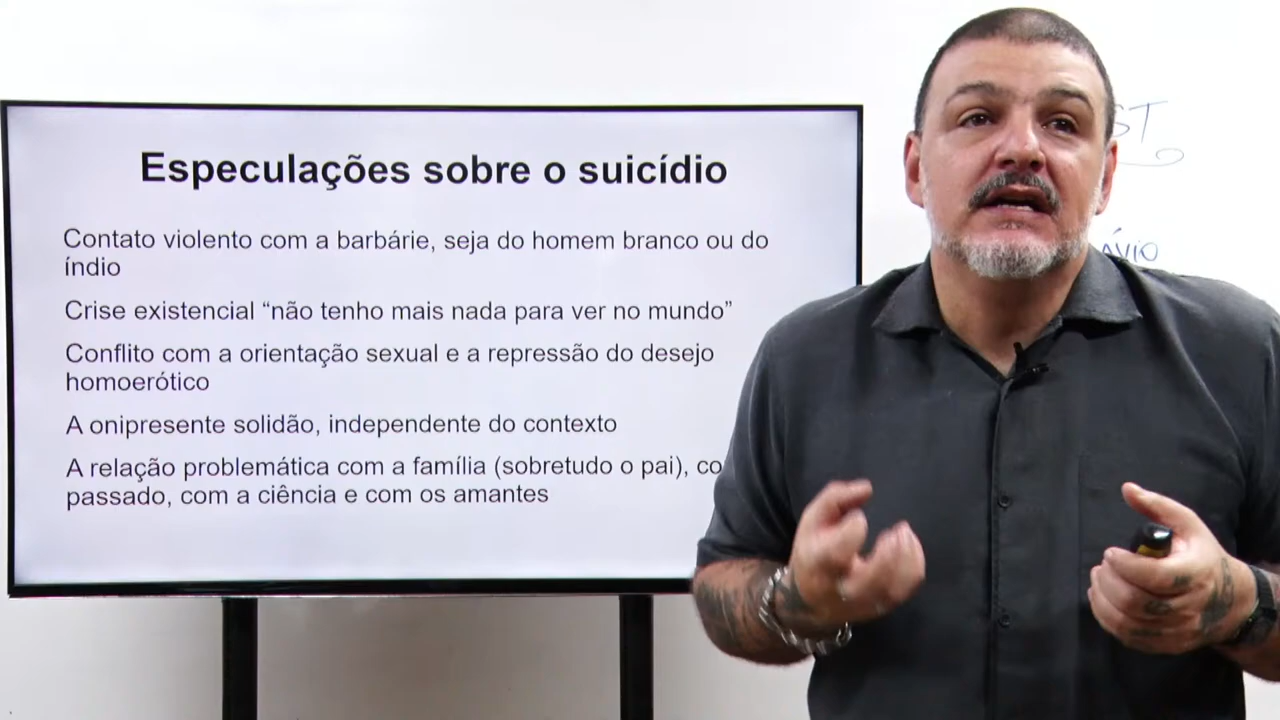 Especulações sobre o suicídio
Contato violento com a barbárie, seja do homem branco ou do
índio
Crise existencial “não tenho mais nada para ver no mundo”
Conflito com a orientação sexual e a repressão do desejo
homoerótico
A onipresente solidão, independente do contexto
A relação problemática com a família (sobretudo o pai), co
passado, com a ciência e com os amantes
ST
ÁVIO